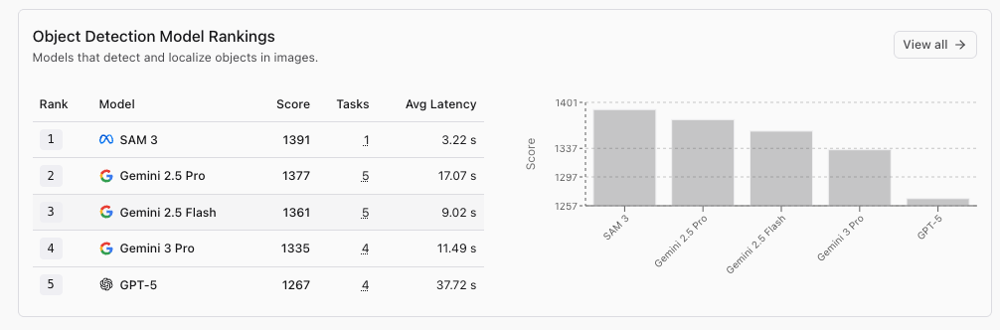 Object Detection Model Rankings
Models that detect and localize objects in images.
View all →
Rank Model Score Tasks Avg Latency
1 SAM 3 1391 1 3.22 s
2 Gemini 2.5 Pro 1377 5 17.07 s
3 Gemini 2.5 Flash 1361 5 9.02 s
4 Gemini 3 Pro 1335 4 11.49 s
5 GPT-5 1267 4 37.72 s
Score
1401
1337
1297
1257
SAM 3
Gemini 2.5 Pro
Gemini 2.5 Flash
Gemini 3 Pro
GPT-5